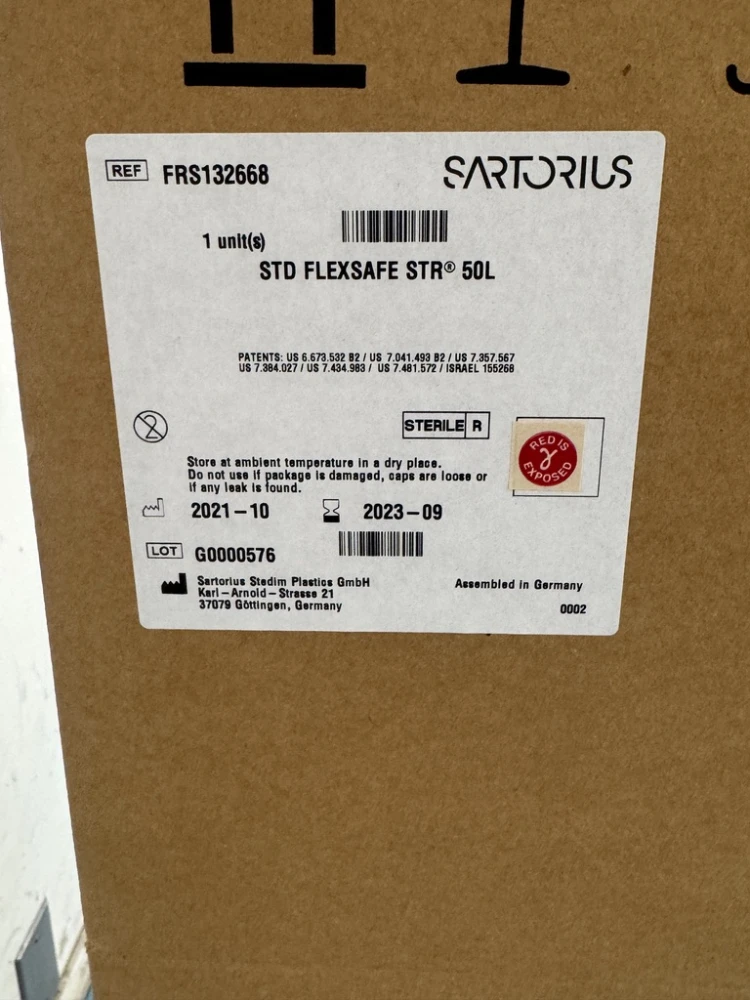 REF FRS132668 SARTORIUS
1 unit(s)
STD FLEXSAFE STR® 50L
PATENTS: US 6.673.532 B2 / US 7.041.493 B2 / US 7.357.567
US 7.384.027 / US 7.434.983 / US 7.481.572 / ISRAEL 155268
2
STERILE R
RED IS
γ
EXPOSED
Store at ambient temperature in a dry place.
Do not use if package is damaged, caps are loose or
if any leak is found.
2021-10 2023-09
LOT G0000576
Sartorius Stedim Plastics GmbH
Karl-Arnold-Strasse 21
37079 Göttingen, Germany
Assembled in Germany
0002